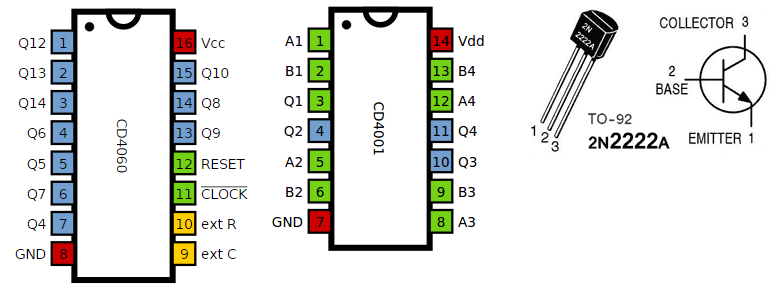 Q12 1 16 Vcc
Q13 2 15 Q10
Q14 3 14 Q8
Q6 4 13 Q9
Q5 5 12 RESET
Q7 6 11 CLOCK
Q4 7 10 ext R
GND 8 9 ext C
CD4060
A1 1 14 Vdd
B1 2 13 B4
Q1 3 12 A4
Q2 4 11 Q4
A2 5 10 Q3
B2 6 9 B3
GND 7 8 A3
CD4001
2N
2222A
1 2 3
TO-92
2N2222A
COLLECTOR 3
2
BASE
EMITTER 1